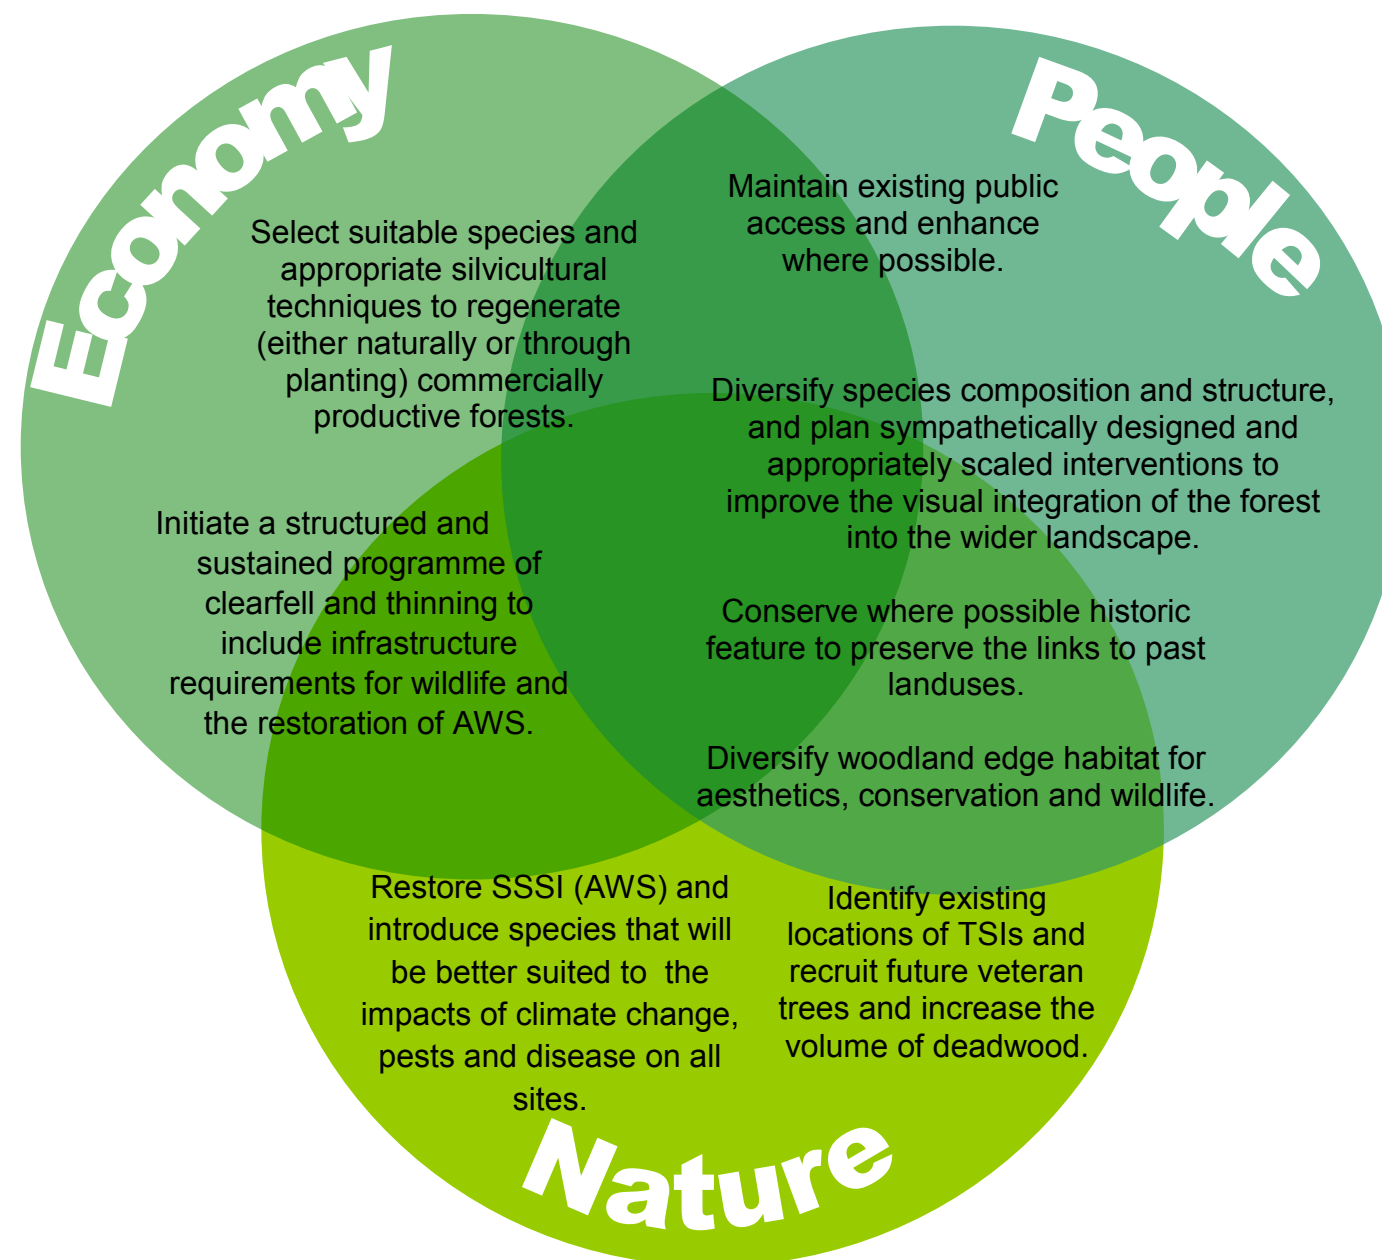 Economy
People
Select suitable species and
appropriate silvicultural
techniques to regenerate
(either naturally or through
planting) commercially
productive forests.
Maintain existing public
access and enhance
where possible.
Diversify species composition and structure,
and plan sympathetically designed and
appropriately scaled interventions to
improve the visual integration of the forest
into the wider landscape.
Initiate a structured and
sustained programme of
clearfell and thinning to
include infrastructure
requirements for wildlife and
the restoration of AWS.
Conserve where possible historic
feature to preserve the links to past
landuses.
Diversify woodland edge habitat for
aesthetics, conservation and wildlife.
Restore SSSI (AWS) and
introduce species that will
be better suited to  the
impacts of climate change,
pests and disease on all
sites.
Identify existing
locations of TSIs and
recruit future veteran
trees and increase the
volume of deadwood.
Nature